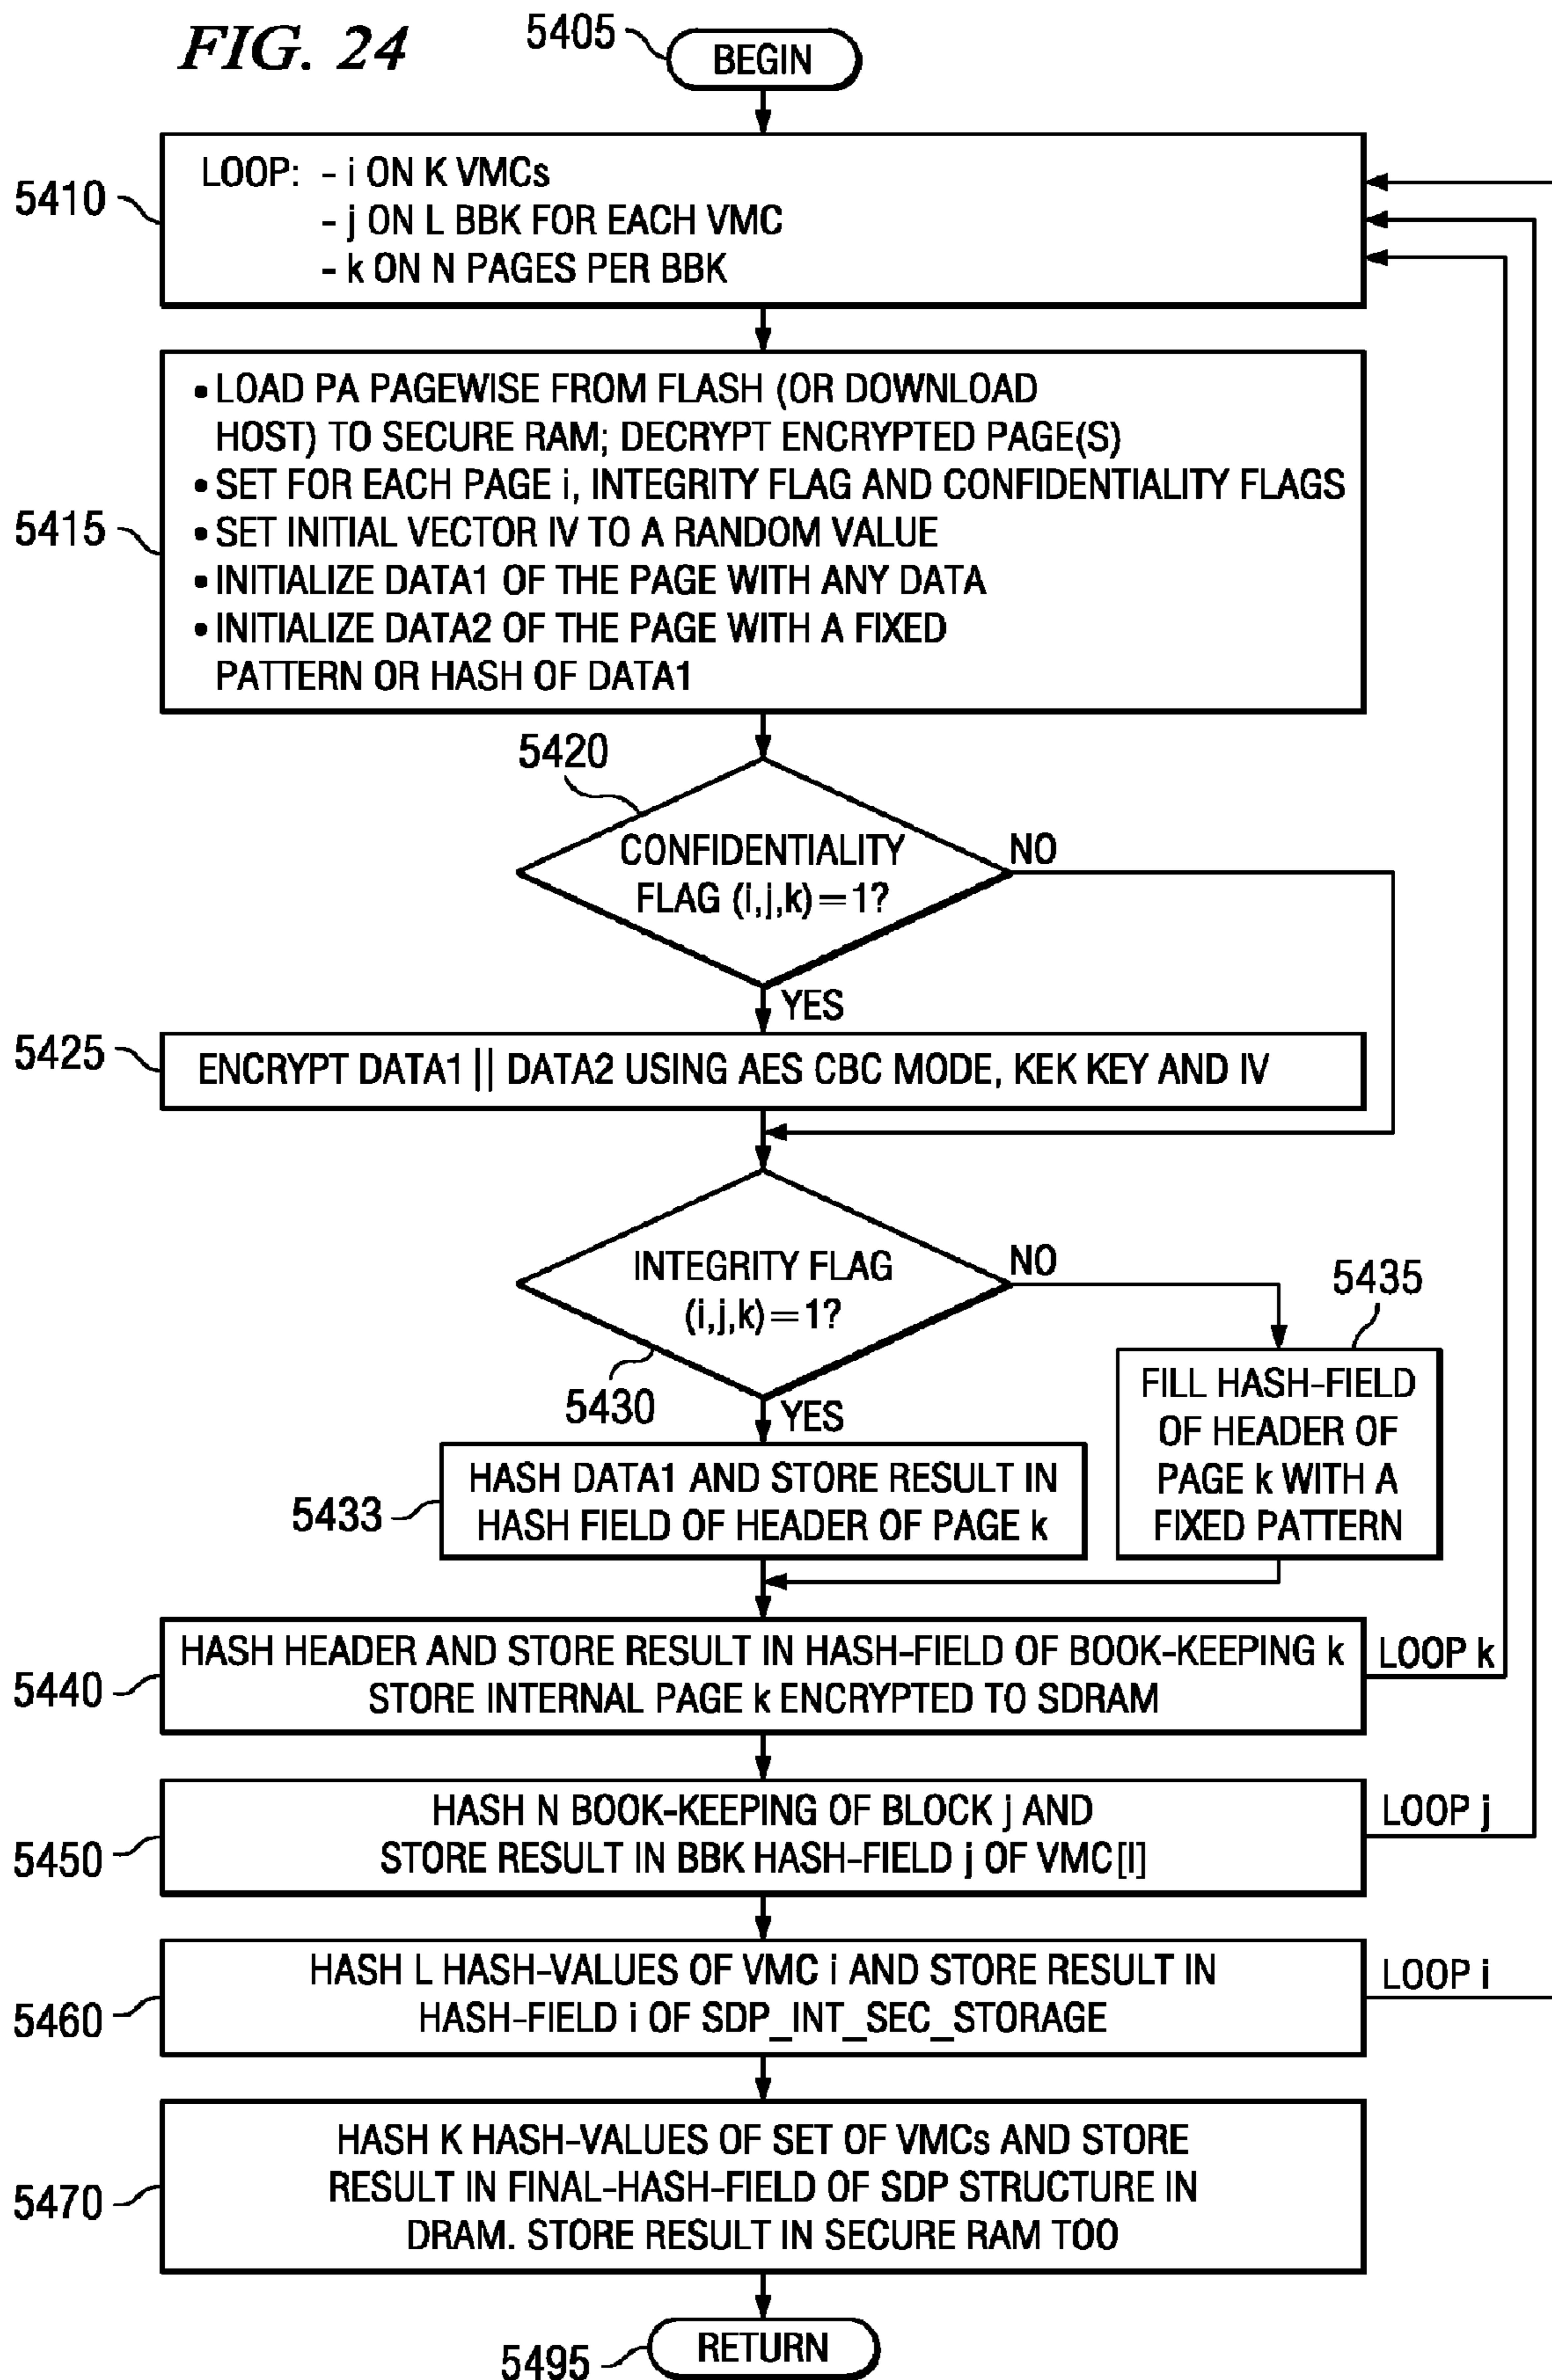 FIG. 24
5405
BEGIN
5410
LOOP: - i ON K VMCs
- j ON L BBK FOR EACH VMC
- k ON N PAGES PER BBK
5415
• LOAD PA PAGEWISE FROM FLASH (OR DOWNLOAD
HOST) TO SECURE RAM; DECRYPT ENCRYPTED PAGE(S)
• SET FOR EACH PAGE i, INTEGRITY FLAG AND CONFIDENTIALITY FLAGS
• SET INITIAL VECTOR IV TO A RANDOM VALUE
• INITIALIZE DATA1 OF THE PAGE WITH ANY DATA
• INITIALIZE DATA2 OF THE PAGE WITH A FIXED
PATTERN OR HASH OF DATA1
5420
CONFIDENTIALITY
FLAG (i,j,k)=1?
NO
YES
5425
ENCRYPT DATA1 || DATA2 USING AES CBC MODE, KEK KEY AND IV
INTEGRITY FLAG
(i,j,k)=1?
NO
5430
YES
5435
FILL HASH-FIELD
OF HEADER OF
PAGE k WITH A
FIXED PATTERN
5433
HASH DATA1 AND STORE RESULT IN
HASH FIELD OF HEADER OF PAGE k
5440
HASH HEADER AND STORE RESULT IN HASH-FIELD OF BOOK-KEEPING k
STORE INTERNAL PAGE k ENCRYPTED TO SDRAM
LOOP k
5450
HASH N BOOK-KEEPING OF BLOCK j AND
STORE RESULT IN BBK HASH-FIELD j OF VMC[I]
LOOP j
5460
HASH L HASH-VALUES OF VMC i AND STORE RESULT IN
HASH-FIELD i OF SDP_INT_SEC_STORAGE
LOOP i
5470
HASH K HASH-VALUES OF SET OF VMCs AND STORE
RESULT IN FINAL-HASH-FIELD OF SDP STRUCTURE IN
DRAM. STORE RESULT IN SECURE RAM TOO
5495
RETURN